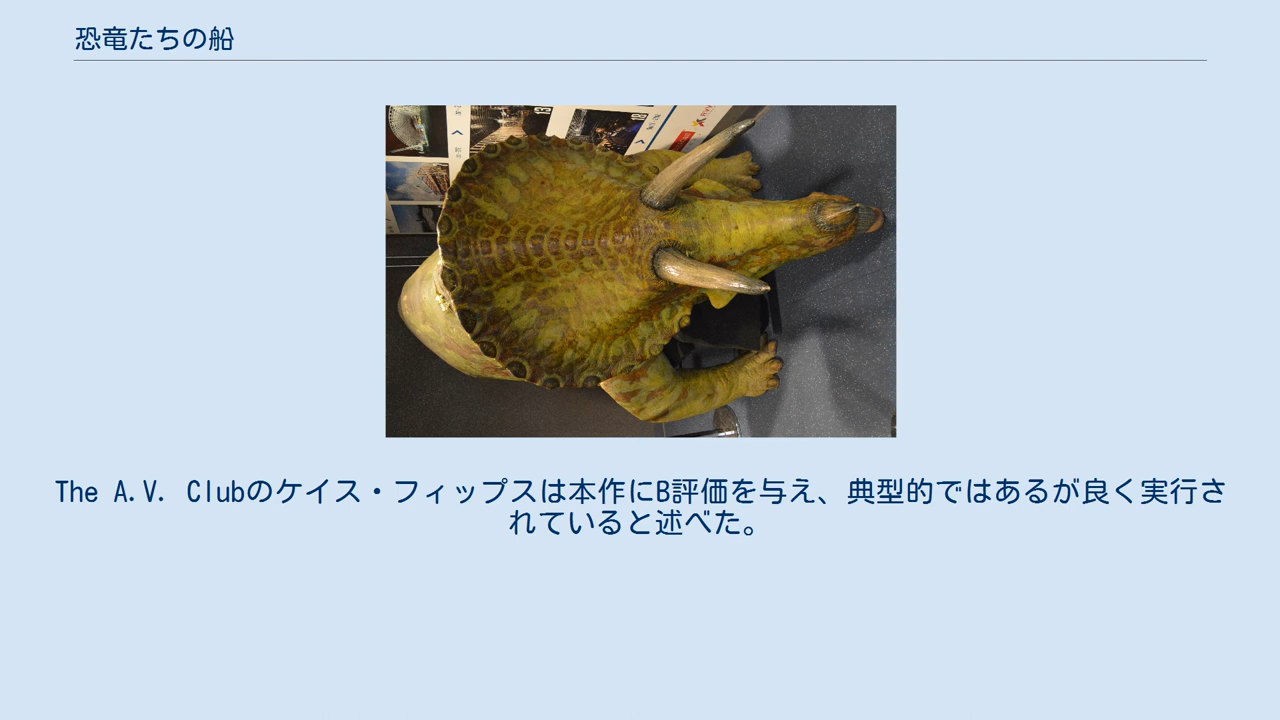 恐竜たちの船
The A.V. Clubのケイス・フィップスは本作にB評価を与え、典型的ではあるが良く実行さ
れていると述べた。